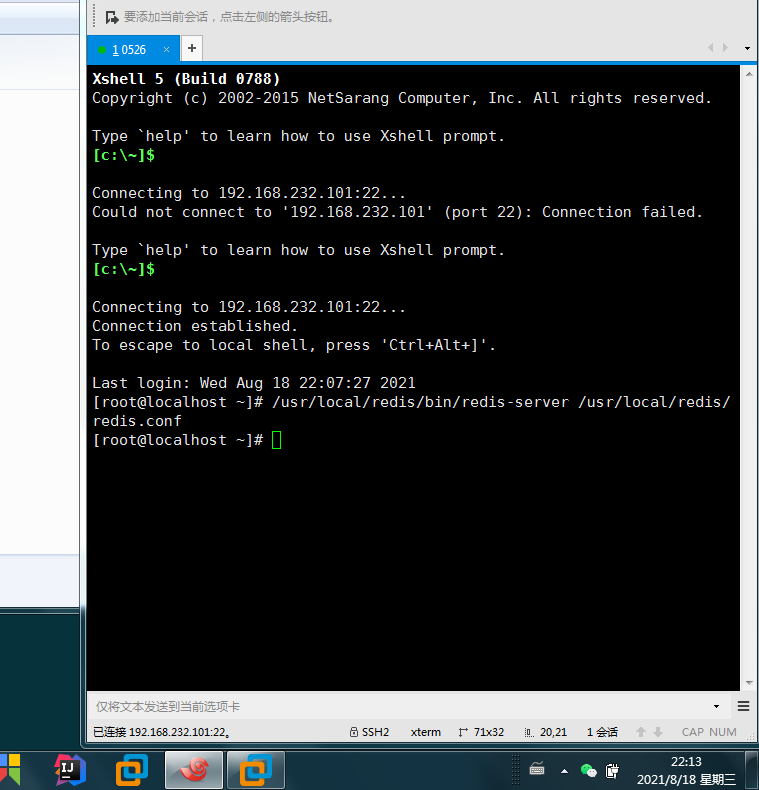 要添加当前会话，点击左侧的箭头按钮。
1 0526 × +
Xshell 5 (Build 0788)
Copyright (c) 2002-2015 NetSarang Computer, Inc. All rights reserved.
Type `help' to learn how to use Xshell prompt.
[c:\~]$
Connecting to 192.168.232.101:22...
Could not connect to '192.168.232.101' (port 22): Connection failed.
Type `help' to learn how to use Xshell prompt.
[c:\~]$
Connecting to 192.168.232.101:22...
Connection established.
To escape to local shell, press 'Ctrl+Alt+]'.
Last login: Wed Aug 18 22:07:27 2021
[root@localhost ~]# /usr/local/redis/bin/redis-server /usr/local/redis/
redis.conf
[root@localhost ~]#
仅将文本发送到当前选项卡
已连接 192.168.232.101:22。 SSH2 xterm 71x32 20,21 1 会话 CAP NUM
IJ
22:13
2021/8/18 星期三